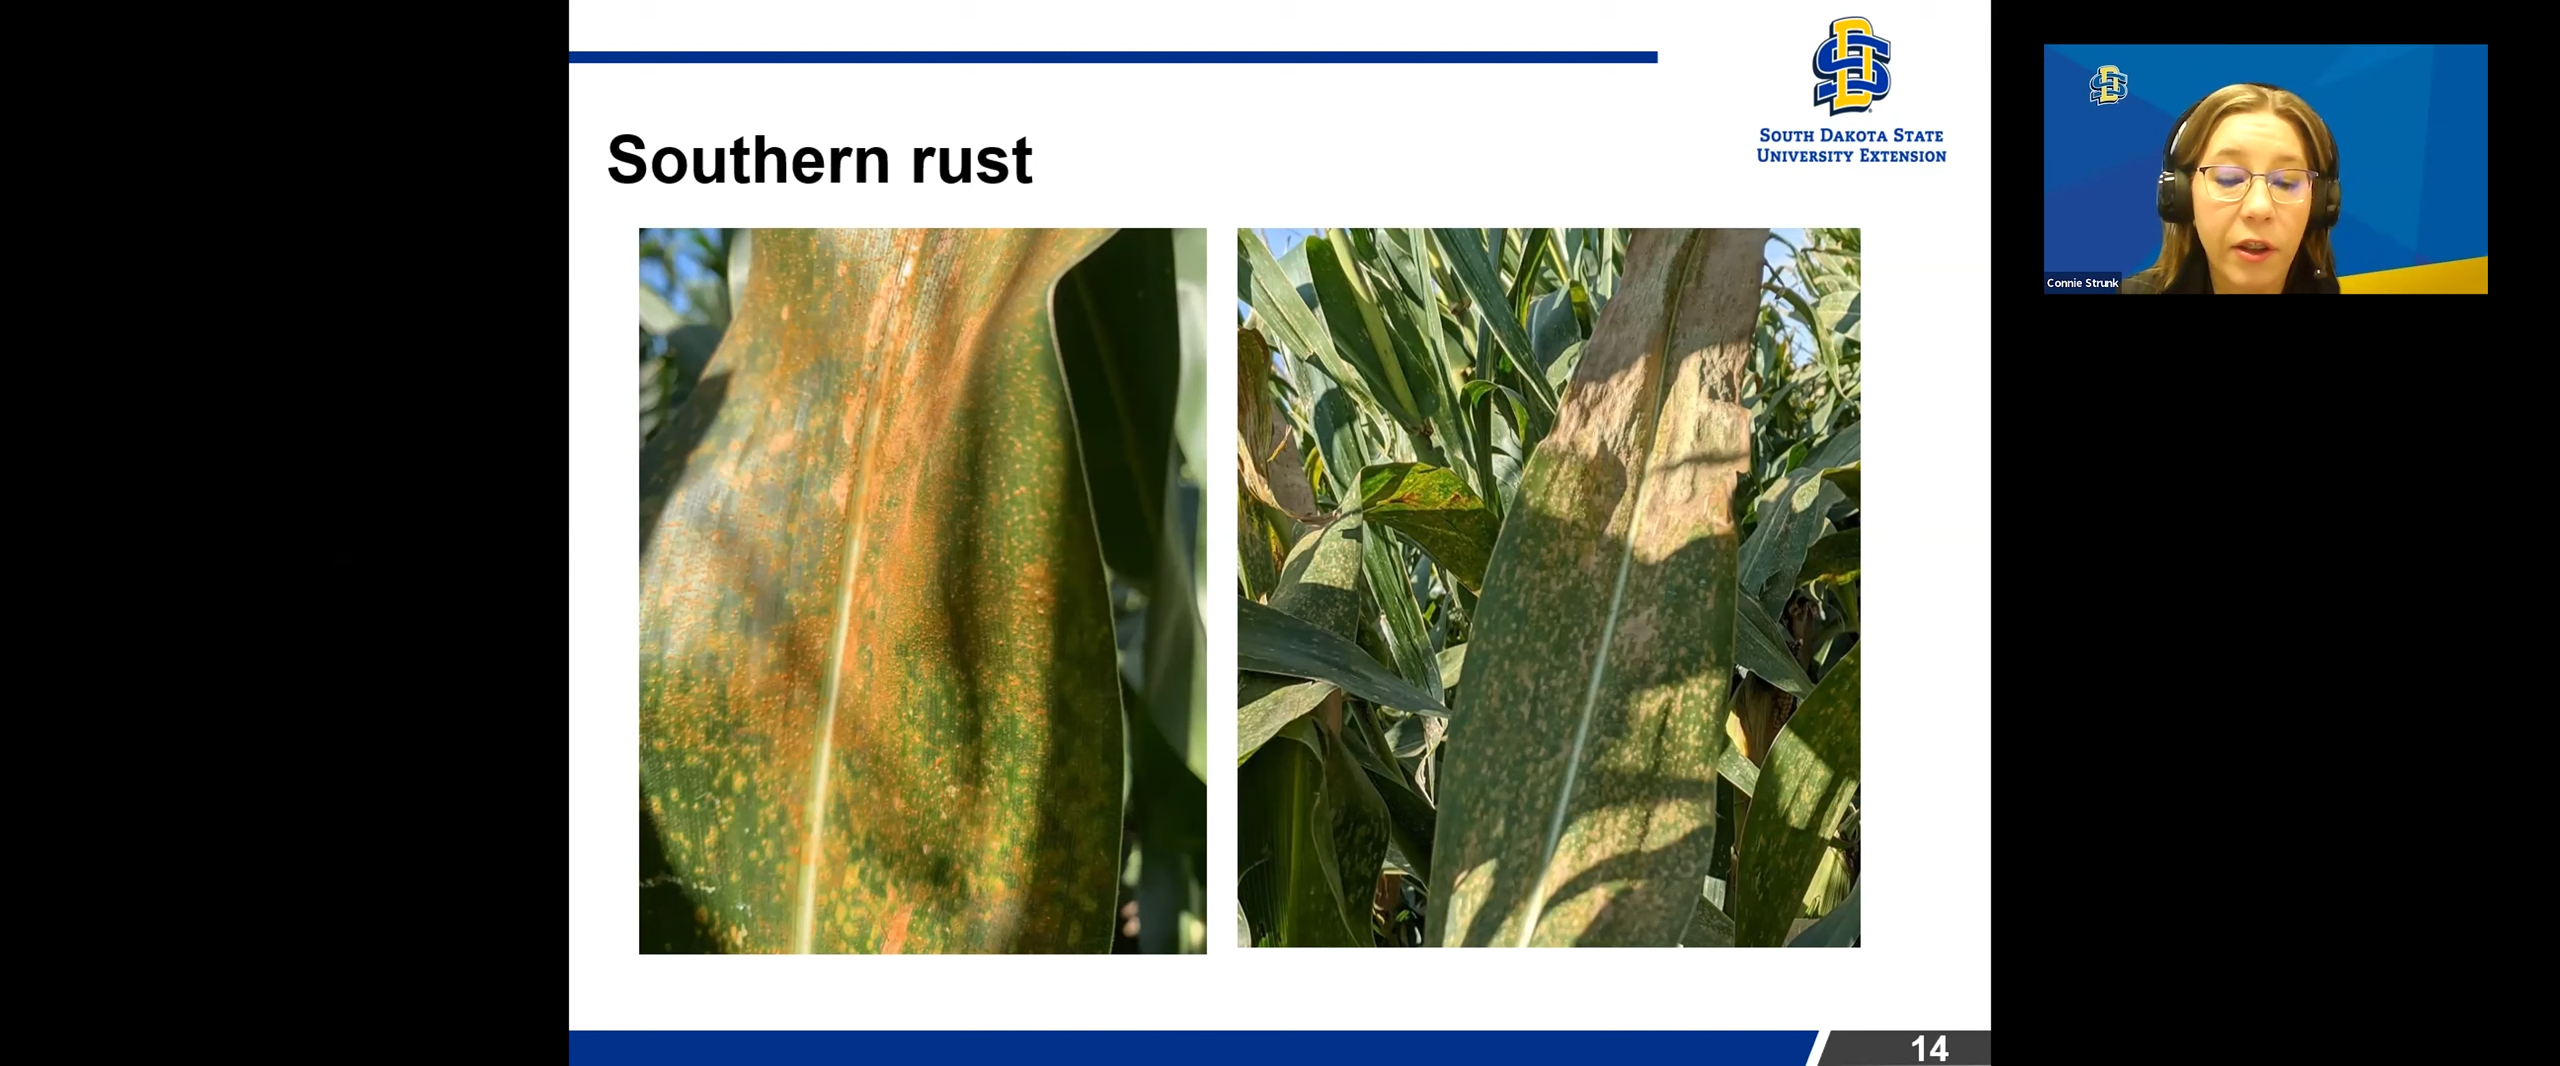 SOUTH DAKOTA STATE
UNIVERSITY EXTENSION
Southern rust
Connie Strunk
14